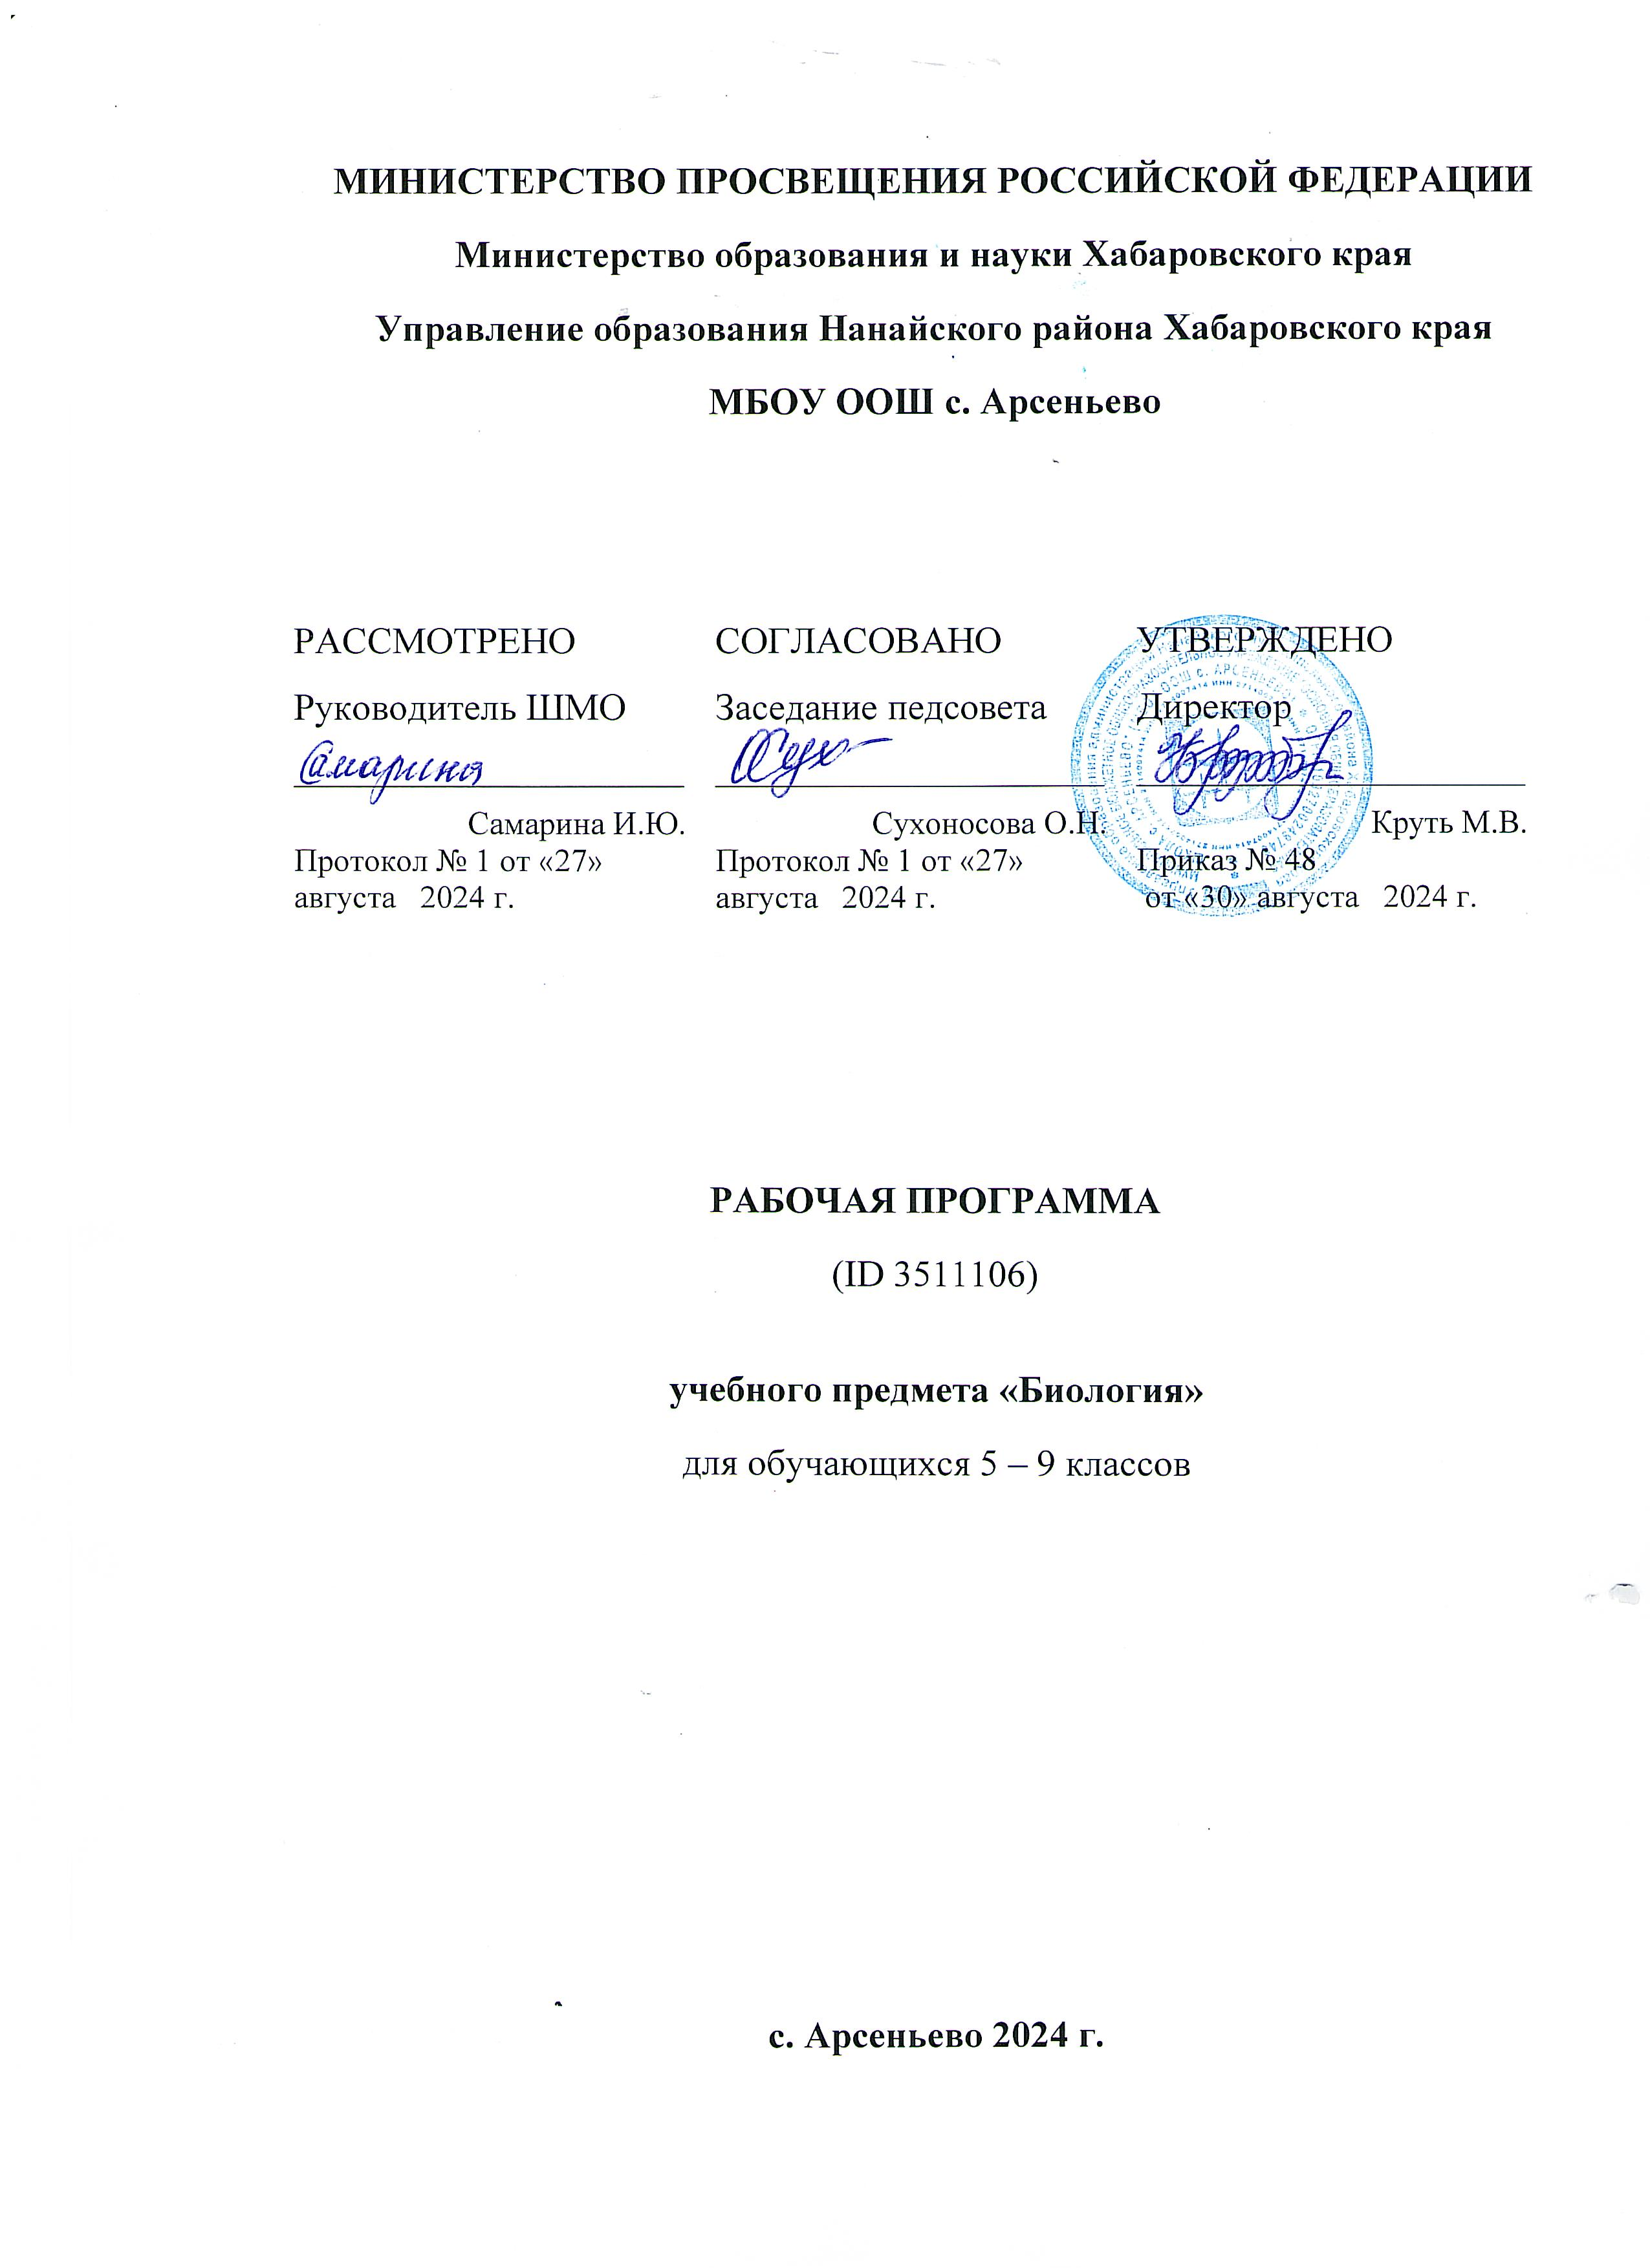 МИНИСТЕРСТВО ПРОСВЕЩЕНИЯ РОССИЙСКОЙ ФЕДЕРАЦИИ
Министерство образования и науки Хабаровского края
Управление образования Нанайского района Хабаровского края
МБОУ ООШ с. Арсеньево
РАССМОТРЕНО
Руководитель ШМО
Самарина
Самарина И.Ю.
Протокол № 1 от «27»
августа 2024 г.
СОГЛАСОВАНО
Заседание педсовета
Сухоносова О.Н.
Протокол № 1 от «27»
августа 2024 г.
УТВЕРЖДЕНО
Директор
Круть М.В.
Приказ № 48
от «30» августа 2024 г.
РАБОЧАЯ ПРОГРАММА
(ID 3511106)
учебного предмета «Биология»
для обучающихся 5 – 9 классов
с. Арсеньево 2024 г.